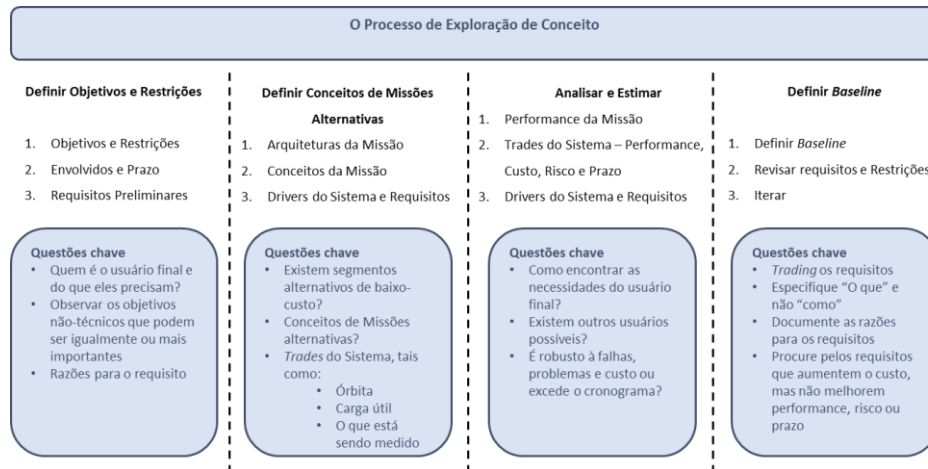 O Processo de Exploração de Conceito
Definir Objetivos e Restrições
1. Objetivos e Restrições
2. Envolvidos e Prazo
3. Requisitos Preliminares
Questões chave
• Quem é o usuário final e
do que eles precisam?
• Observar os objetivos
não-técnicos que podem
ser igualmente ou mais
importantes
• Razões para o requisito
Definir Conceitos de Missões
Alternativas
1. Arquiteturas da Missão
2. Conceitos da Missão
3. Drivers do Sistema e Requisitos
Questões chave
• Existem segmentos
alternativos de baixo-
custo?
• Conceitos de Missões
alternativas?
• Trades do Sistema, tais
como:
• Órbita
• Carga útil
• O que está
sendo medido
Analisar e Estimar
1. Performance da Missão
2. Trades do Sistema – Performance,
Custo, Risco e Prazo
3. Drivers do Sistema e Requisitos
Questões chave
• Como encontrar as
necessidades do usuário
final?
• Existem outros usuários
possíveis?
• É robusto à falhas,
problemas e custo ou
excede o cronograma?
Definir Baseline
1. Definir Baseline
2. Revisar requisitos e Restrições
3. Iterar
Questões chave
• Trading os requisitos
• Especifique “O que” e
não “como”
• Documente as razões
para os requisitos
• Procure pelos requisitos
que aumentem o custo,
mas não melhorem
performance, risco ou
prazo